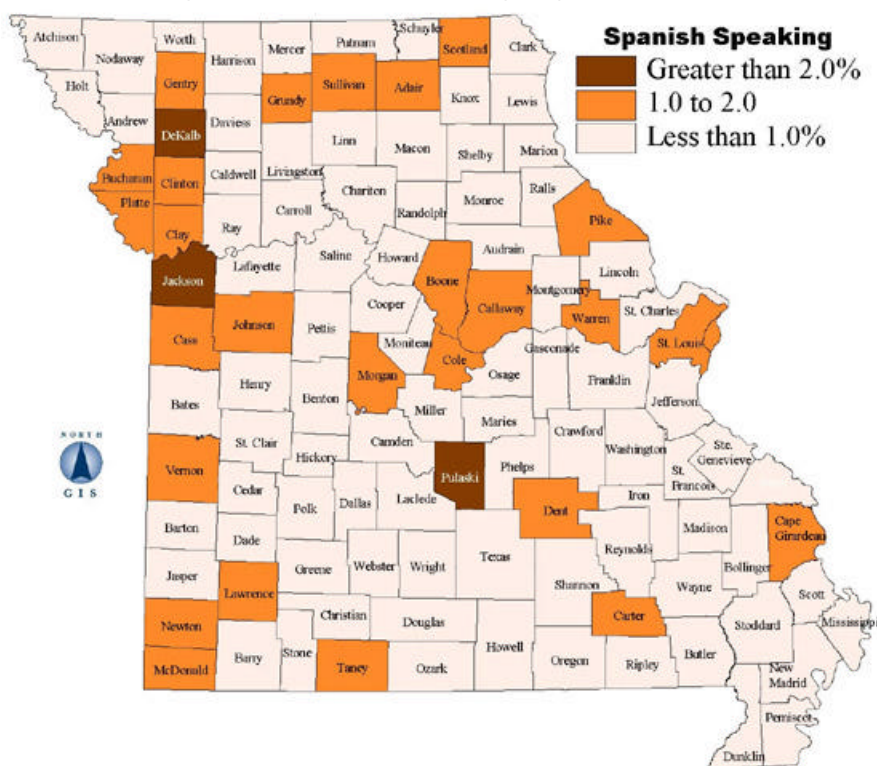 Spanish Speaking
Greater than 2.0%
1.0 to 2.0
Less than 1.0%
Atchison
Nodaway
Worth
Harrison
Mercer
Putnam
Schuyler
Scotland
Clark
Holt
Gentry
Grundy
Sullivan
Adair
Knox
Lewis
Andrew
DeKalb
Daviess
Linn
Macon
Shelby
Marion
Buchanan
Clinton
Caldwell
Livingston
Chariton
Monroe
Ralls
Platte
Clay
Ray
Carroll
Randolph
Pike
Audrain
Jackson
Lafayette
Saline
Howard
Boone
Callaway
Montgomery
Lincoln
Warren
St. Charles
Cass
Johnson
Pettis
Cooper
Moniteau
Cole
Osage
Gasconade
Franklin
St. Louis
Jefferson
Bates
Henry
Benton
Morgan
Miller
Maries
Crawford
Washington
Ste.
Genevieve
St.
Francois
NORTH
GIS
Vernon
St. Clair
Hickory
Camden
Pulaski
Phelps
Dent
Iron
Madison
Cape
Girardeau
Cedar
Polk
Dallas
Laclede
Texas
Reynolds
Bollinger
Barton
Dade
Greene
Webster
Wright
Shannon
Wayne
Scott
Jasper
Lawrence
Christian
Douglas
Carter
Stoddard
Mississippi
Newton
McDonald
Barry
Stone
Taney
Ozark
Howell
Oregon
Ripley
Butler
New
Madrid
Pemiscot
Dunklin